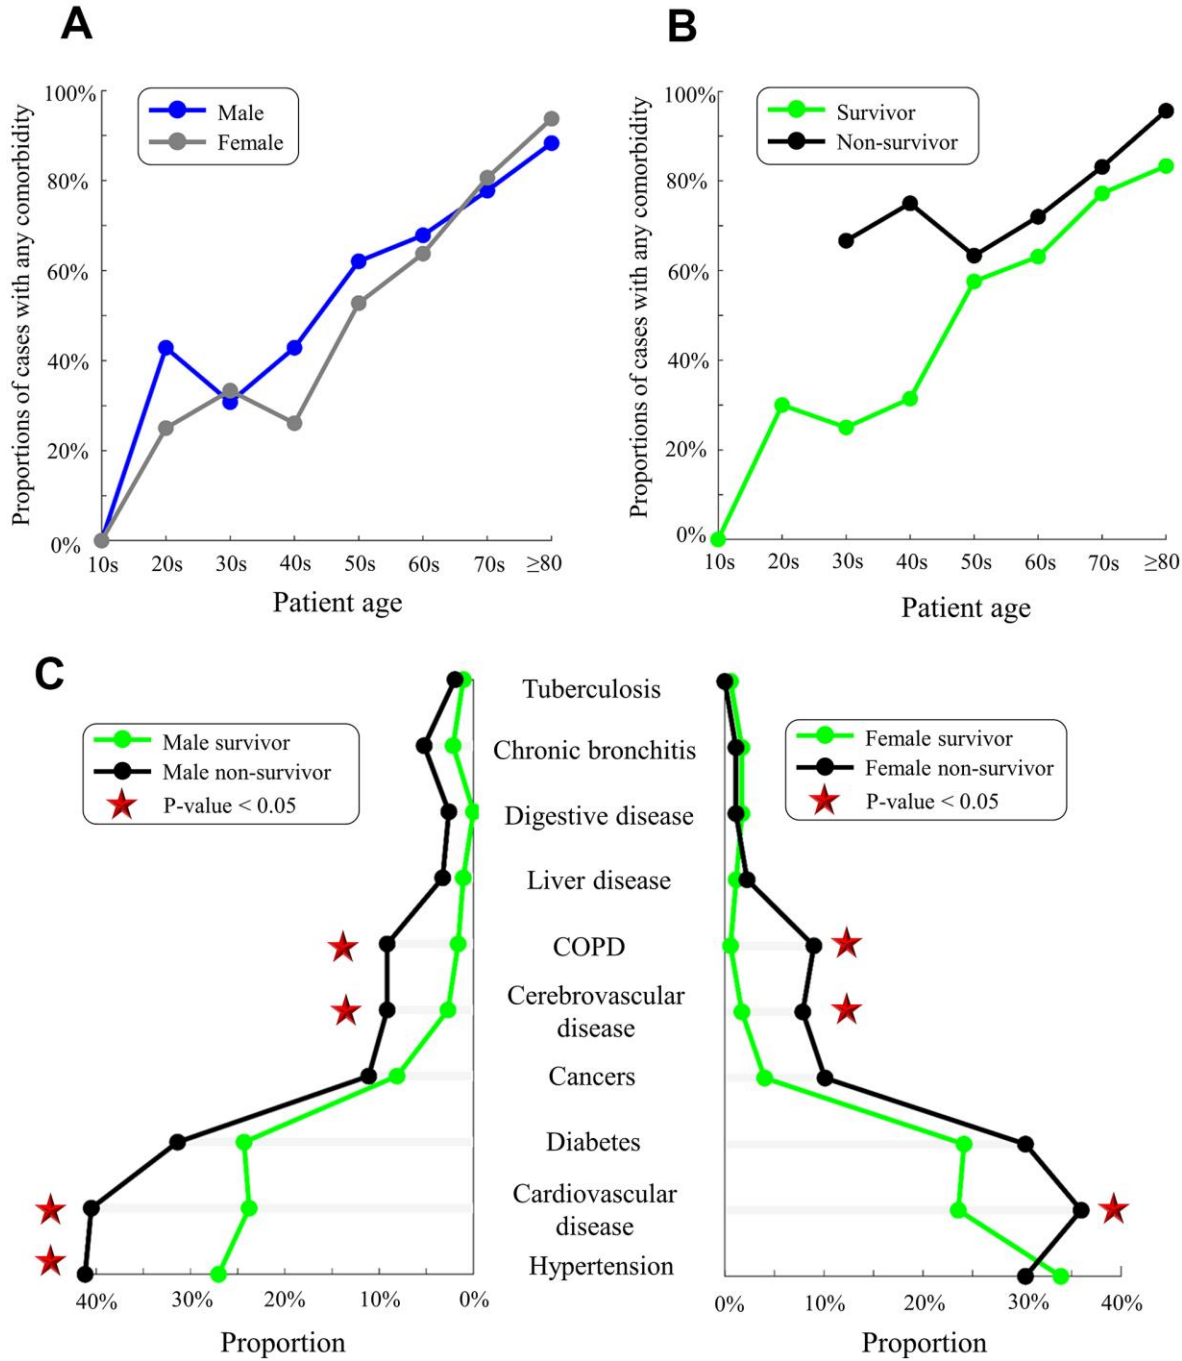 A
Proportions of cases with any comorbidity
100%
80%
60%
40%
20%
0%
Male
Female
10s 20s 30s 40s 50s 60s 70s ≥80
Patient age
B
Proportions of cases with any comorbidity
100%
80%
60%
40%
20%
0%
Survivor
Non-survivor
10s 20s 30s 40s 50s 60s 70s ≥80
Patient age
C
Male survivor
Male non-survivor
P-value < 0.05
Tuberculosis
Chronic bronchitis
Digestive disease
Liver disease
COPD
Cerebrovascular
disease
Cancers
Diabetes
Cardiovascular
disease
Hypertension
Female survivor
Female non-survivor
P-value < 0.05
40% 30% 20% 10% 0%
Proportion
0% 10% 20% 30% 40%
Proportion